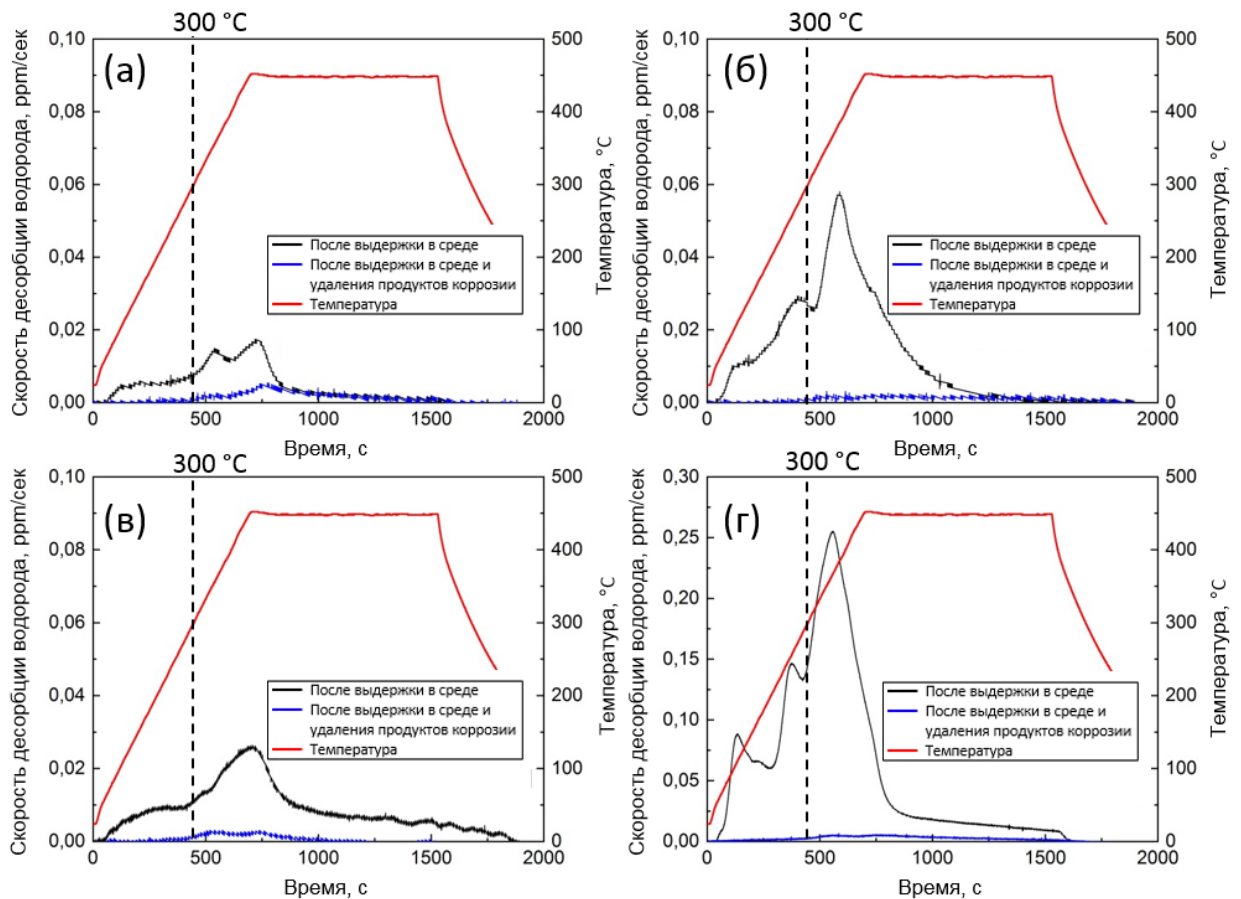 300 °C
(а)
Скорость десорбции водорода, ppm/сек
0,10
0,08
0,06
0,04
0,02
0,00
500
400
300
200
100
0
Температура, °C
После выдержки в среде
После выдержки в среде и
удаления продуктов коррозии
Температура
0 500 1000 1500 2000
Время, с
300 °C
(б)
Скорость десорбции водорода, ppm/сек
0,10
0,08
0,06
0,04
0,02
0,00
500
400
300
200
100
0
Температура, °C
После выдержки в среде
После выдержки в среде и
удаления продуктов коррозии
Температура
0 500 1000 1500 2000
Время, с
300 °C
(в)
Скорость десорбции водорода, ppm/сек
0,10
0,08
0,06
0,04
0,02
0,00
500
400
300
200
100
0
Температура, °C
После выдержки в среде
После выдержки в среде и
удаления продуктов коррозии
Температура
0 500 1000 1500 2000
Время, с
300 °C
(г)
Скорость десорбции водорода, ppm/сек
0,30
0,25
0,20
0,15
0,10
0,05
0,00
500
400
300
200
100
0
Температура, °C
После выдержки в среде
После выдержки в среде и
удаления продуктов коррозии
Температура
0 500 1000 1500 2000
Время, с